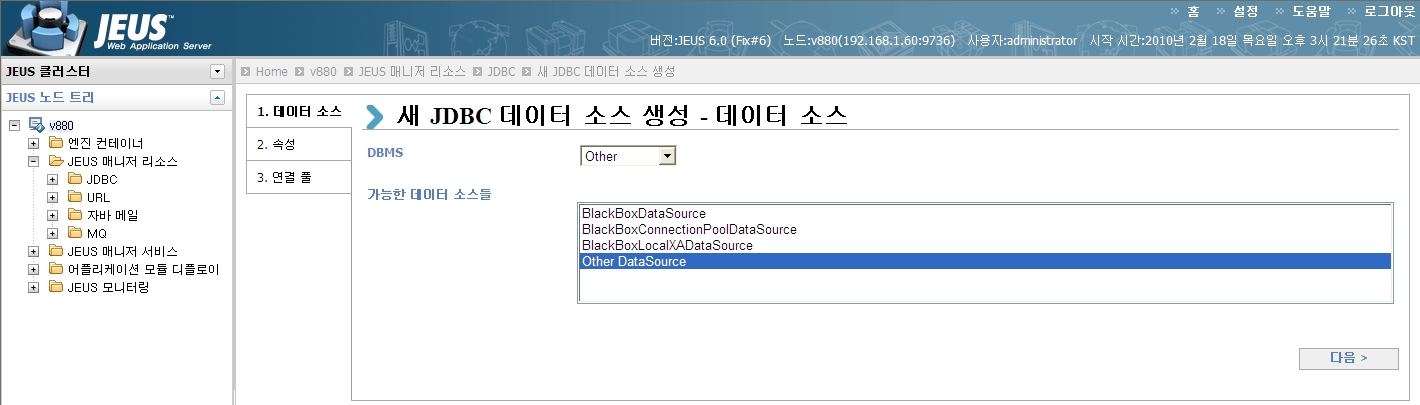 홈 설정 도움말 로그아웃
JEUS™
Web Application Server
버전:JEUS 6.0 (Fix#6) 노드:v880(192.168.1.60:9736) 사용자:administrator 시작 시간:2010년 2월 18일 목요일 오후 3시 21분 26초 KST
JEUS 클러스터
Home v880 JEUS 매니저 리소스 JDBC 새 JDBC 데이터 소스 생성
JEUS 노드 트리
v880
엔진 컨테이너
JEUS 매니저 리소스
JDBC
URL
자바 메일
MQ
JEUS 매니저 서비스
어플리케이션 모듈 디플로이
JEUS 모니터링
1. 데이터 소스
2. 속성
3. 연결 풀
새 JDBC 데이터 소스 생성 - 데이터 소스
DBMS Other
가능한 데이터 소스들
BlackBoxDataSource
BlackBoxConnectionPoolDataSource
BlackBoxLocalXADataSource
Other DataSource
다음 >